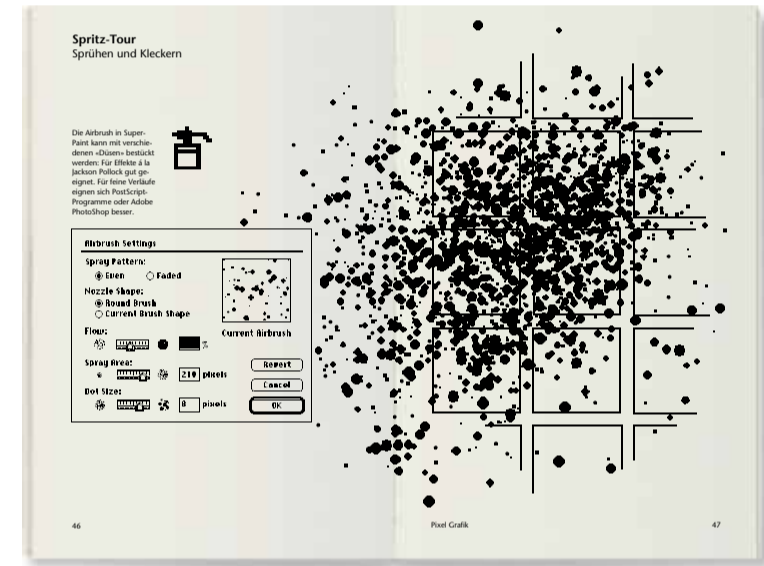 Spritz-Tour
Sprühen und Kleckern
Die Airbrush in Super-
Paint kann mit verschie-
denen «Düsen» bestückt
werden: Für Effekte á la
Jackson Pollock gut ge-
eignet. Für feine Verläufe
eignen sich PostScript-
Programme oder Adobe
PhotoShop besser.
Airbrush Settings
Spray Pattern:
Even Faded
Nozzle Shape:
Round Brush
Current Brush Shape
Current Airbrush
Flow:
%
Spray Area:
210 pixels
Dot Size:
8 pixels
Revert
Cancel
OK
46
Pixel Grafik
47